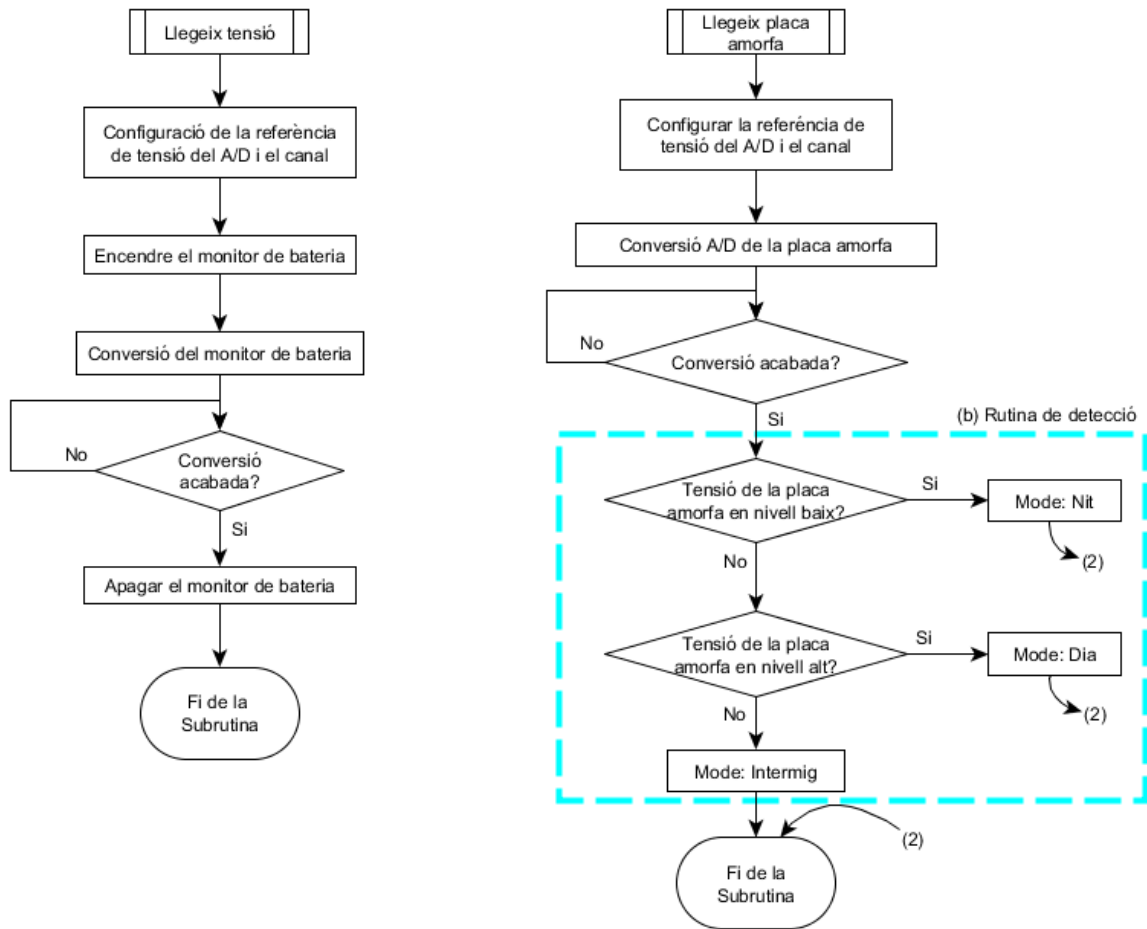 Llegeix tensió
Configuració de la referència
de tensió del A/D i el canal
Encendre el monitor de bateria
Conversió del monitor de bateria
No
Conversió
acabada?
Si
Apagar el monitor de bateria
Fi de la
Subrutina
Llegeix placa
amorfa
Configurar la referéncia de
tensió del A/D i el canal
Conversió A/D de la placa amorfa
No
Conversió acabada?
Si
(b) Rutina de detecció
Tensió de la placa
amorfa en nivell baix?
Si
Mode: Nit
(2)
No
Tensió de la placa
amorfa en nivell alt?
Si
Mode: Dia
(2)
No
Mode: Intermig
(2)
Fi de la
Subrutina